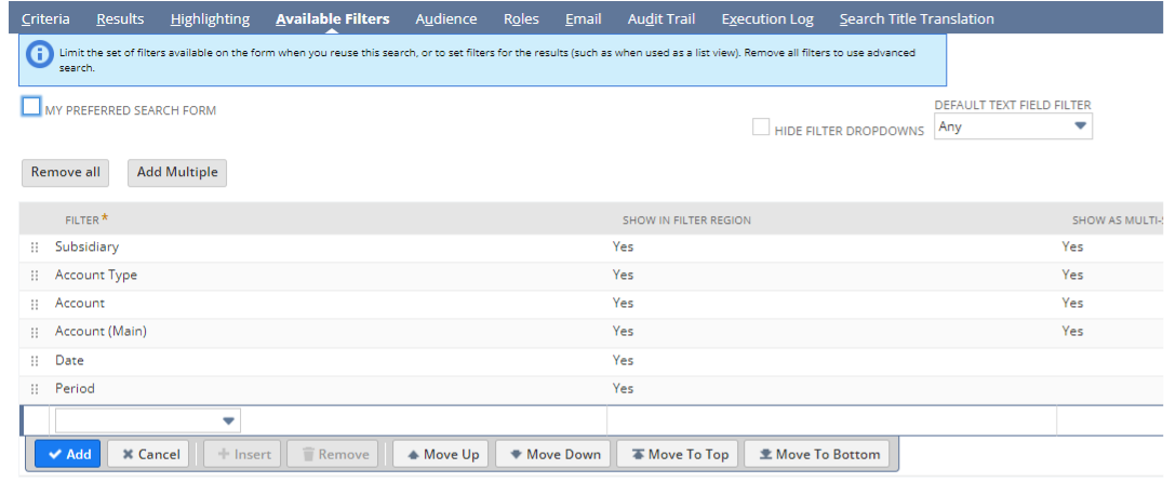 Criteria Results Highlighting Available Filters Audience Roles Email Audit Trail Execution Log Search Title Translation
Limit the set of filters available on the form when you reuse this search, or to set filters for the results (such as when used as a list view). Remove all filters to use advanced
search.
MY PREFERRED SEARCH FORM
DEFAULT TEXT FIELD FILTER
HIDE FILTER DROPDOWNS Any
Remove all Add Multiple
FILTER * SHOW IN FILTER REGION SHOW AS MULTI-
Subsidiary Yes Yes
Account Type Yes Yes
Account Yes Yes
Account (Main) Yes Yes
Date Yes
Period Yes
Add Cancel Insert Remove Move Up Move Down Move To Top Move To Bottom